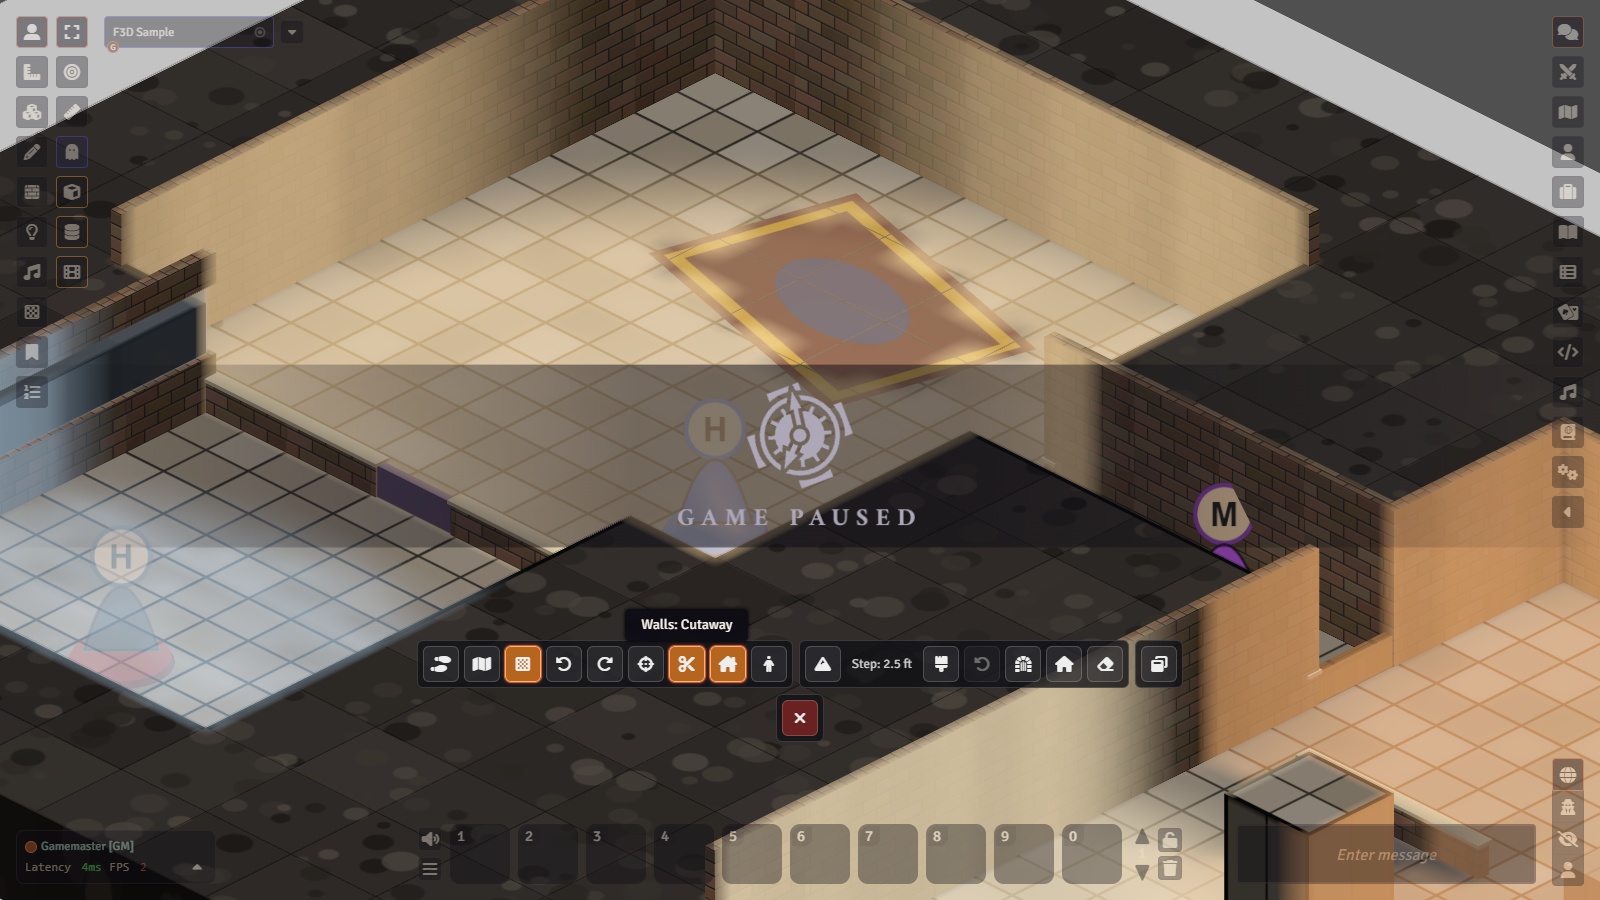 F3D Sample
G
H
GAME PAUSED
M
H
Walls: Cutaway
Step: 2.5 ft
Gamemaster [GM]
Latency 4ms FPS 2
1 2 3 4 5 6 7 8 9 0
Enter message